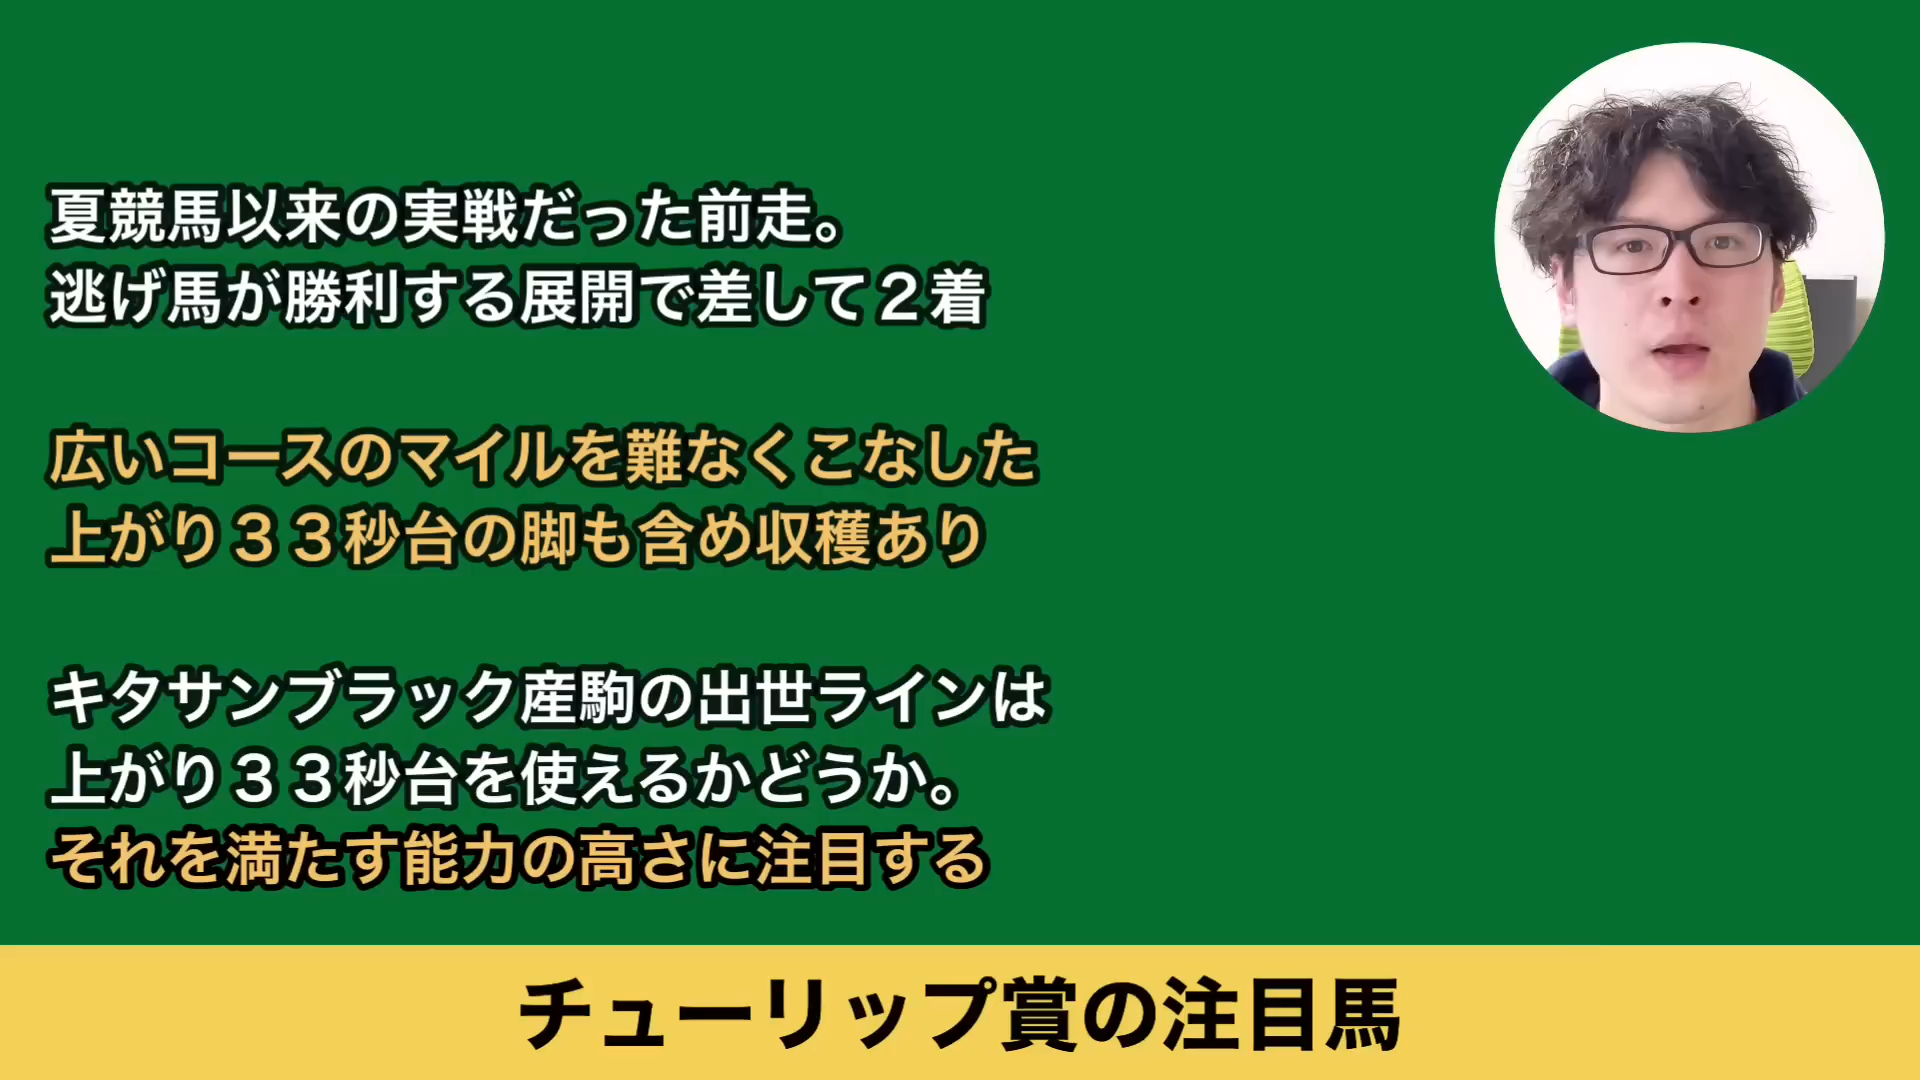 夏競馬以来の実戦だった前走。
逃げ馬が勝利する展開で差して２着
広いコースのマイルを難なくこなした
上がり３３秒台の脚も含め収穫あり
キタサンブラック産駒の出世ラインは
上がり３３秒台を使えるかどうか。
それを満たす能力の高さに注目する
チューリップ賞の注目馬